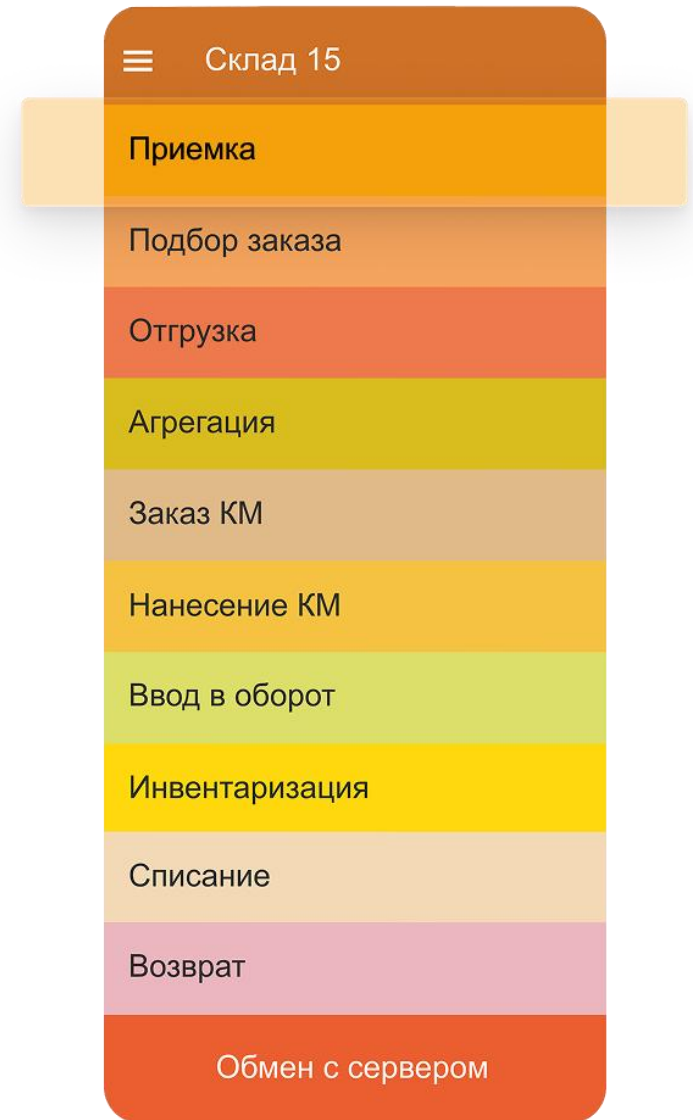 Склад 15
Приемка
Подбор заказа
Отгрузка
Агрегация
Заказ КМ
Нанесение КМ
Ввод в оборот
Инвентаризация
Списание
Возврат
Обмен с сервером